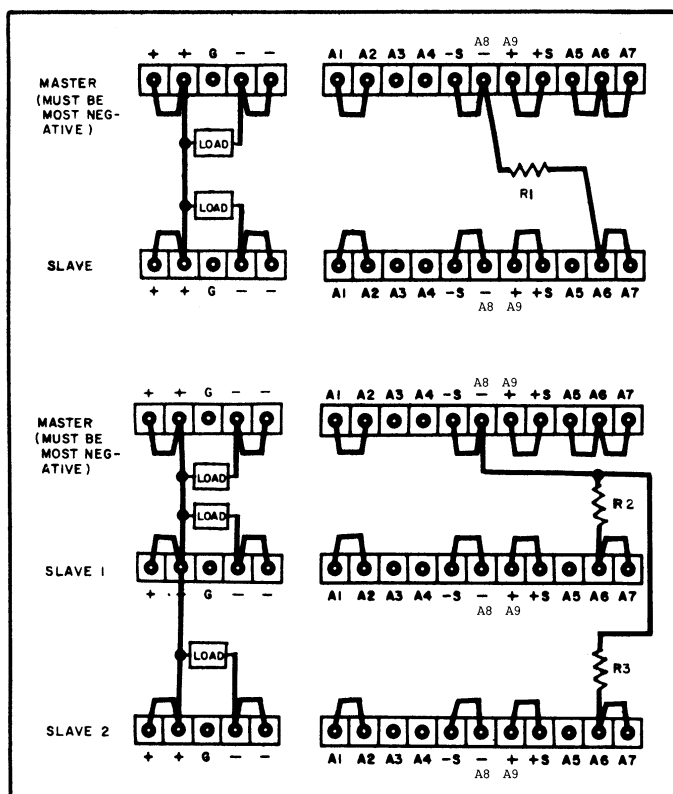 A8 A9
+ + G − − A1 A2 A3 A4 −S − + +S A5 A6 A7
MASTER
(MUST BE
MOST NEG-
ATIVE)
LOAD
R1
LOAD
SLAVE
+ + G − − A1 A2 A3 A4 −S − + +S A5 A6 A7
A8 A9
A8 A9
+ + G − − A1 A2 A3 A4 −S − + +S A5 A6 A7
MASTER
(MUST BE
MOST NEG-
ATIVE)
LOAD
R2
LOAD
SLAVE 1
+ G − − A1 A2 A3 A4 −S − + +S A5 A6 A7
A8 A9
LOAD
R3
SLAVE 2
+ + G − − A1 A2 A3 A4 −S − + +S A5 A6 A7
A8 A9